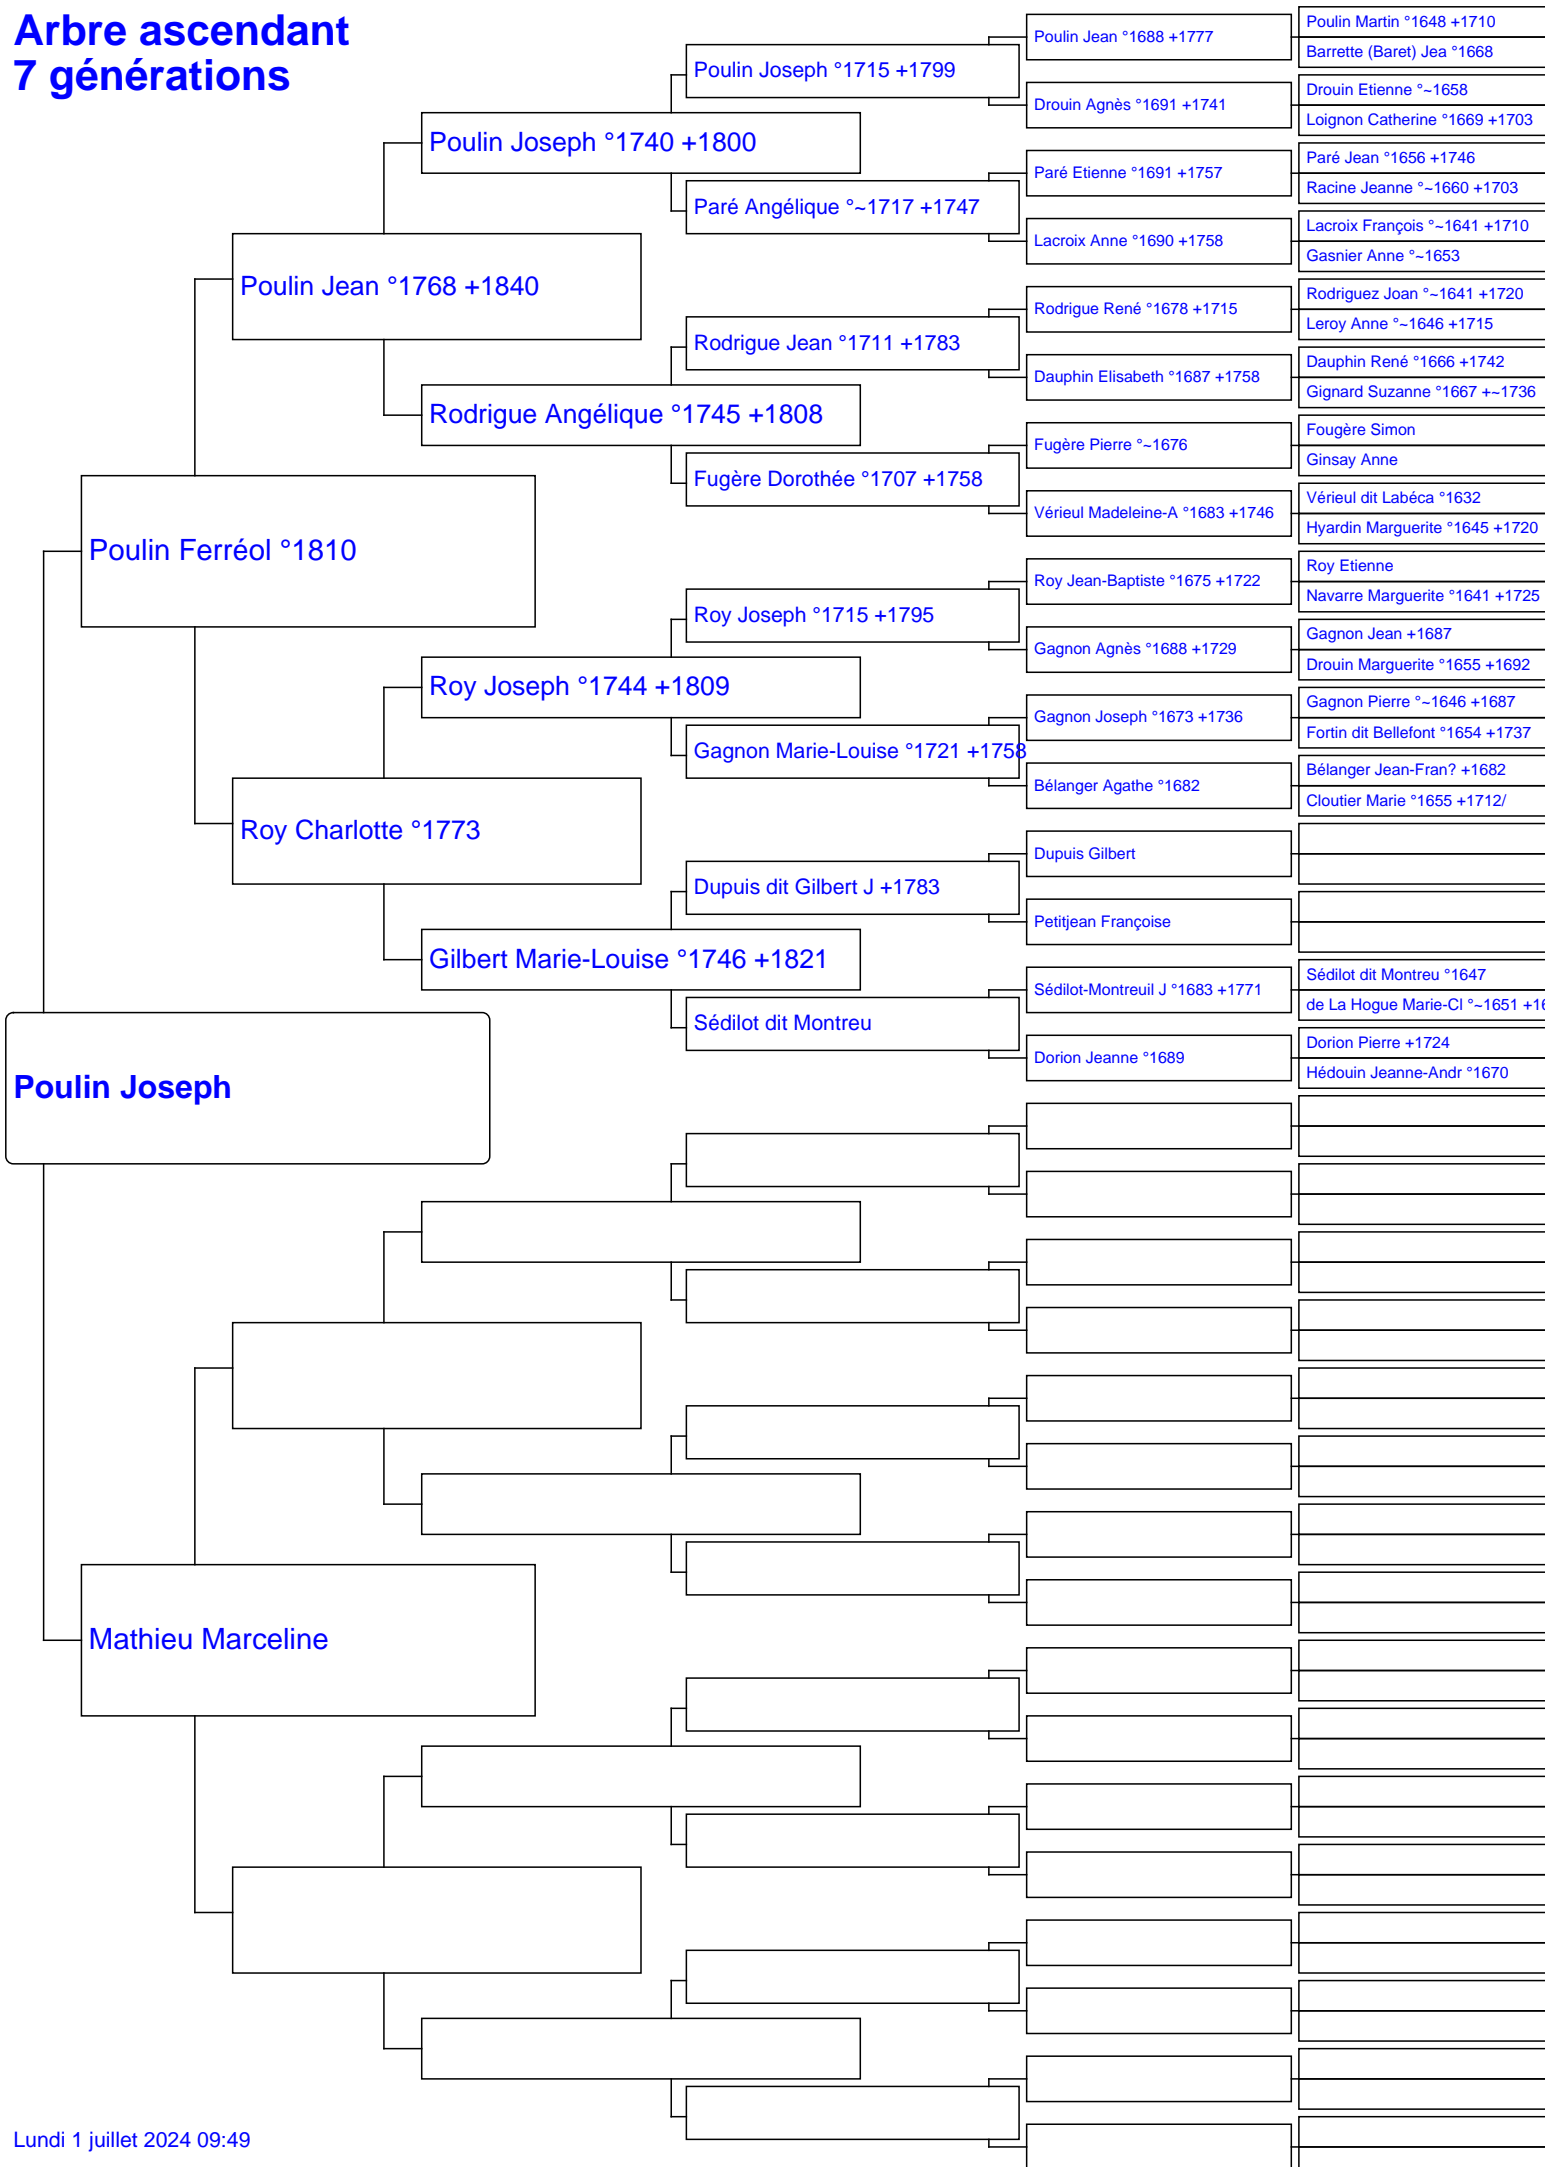 Arbre ascendant
7 générations
Poulin Joseph
Poulin Ferréol °1810
Mathieu Marceline
Poulin Jean °1768 +1840
Roy Charlotte °1773
Poulin Joseph °1740 +1800
Rodrigue Angélique °1745 +1808
Roy Joseph °1744 +1809
Gilbert Marie-Louise °1746 +1821
Poulin Joseph °1715 +1799
Paré Angélique °~1717 +1747
Rodrigue Jean °1711 +1783
Fugère Dorothée °1707 +1758
Roy Joseph °1715 +1795
Gagnon Marie-Louise °1721 +1758
Dupuis dit Gilbert J +1783
Sédilot dit Montreu
Poulin Jean °1688 +1777
Drouin Agnès °1691 +1741
Paré Etienne °1691 +1757
Lacroix Anne °1690 +1758
Rodrigue René °1678 +1715
Dauphin Elisabeth °1687 +1758
Fugère Pierre °~1676
Vérieul Madeleine-A °1683 +1746
Roy Jean-Baptiste °1675 +1722
Gagnon Agnès °1688 +1729
Gagnon Joseph °1673 +1736
Bélanger Agathe °1682
Dupuis Gilbert
Petitjean Françoise
Sédilot-Montreuil J °1683 +1771
Dorion Jeanne °1689
Poulin Martin °1648 +1710
Barrette (Baret) Jea °1668
Drouin Etienne °~1658
Loignon Catherine °1669 +1703
Paré Jean °1656 +1746
Racine Jeanne °~1660 +1703
Lacroix François °~1641 +1710
Gasnier Anne °~1653
Rodriguez Joan °~1641 +1720
Leroy Anne °~1646 +1715
Dauphin René °1666 +1742
Gignard Suzanne °1667 +~1736
Fougère Simon
Ginsay Anne
Vérieul dit Labéca °1632
Hyardin Marguerite °1645 +1720
Roy Etienne
Navarre Marguerite °1641 +1725
Gagnon Jean +1687
Drouin Marguerite °1655 +1692
Gagnon Pierre °~1646 +1687
Fortin dit Bellefont °1654 +1737
Bélanger Jean-Fran? +1682
Cloutier Marie °1655 +1712/
Sédilot dit Montreu °1647
de La Hogue Marie-Cl °~1651
Dorion Pierre +1724
Hédouin Jeanne-Andr °1670
Lundi 1 juillet 2024 09:49